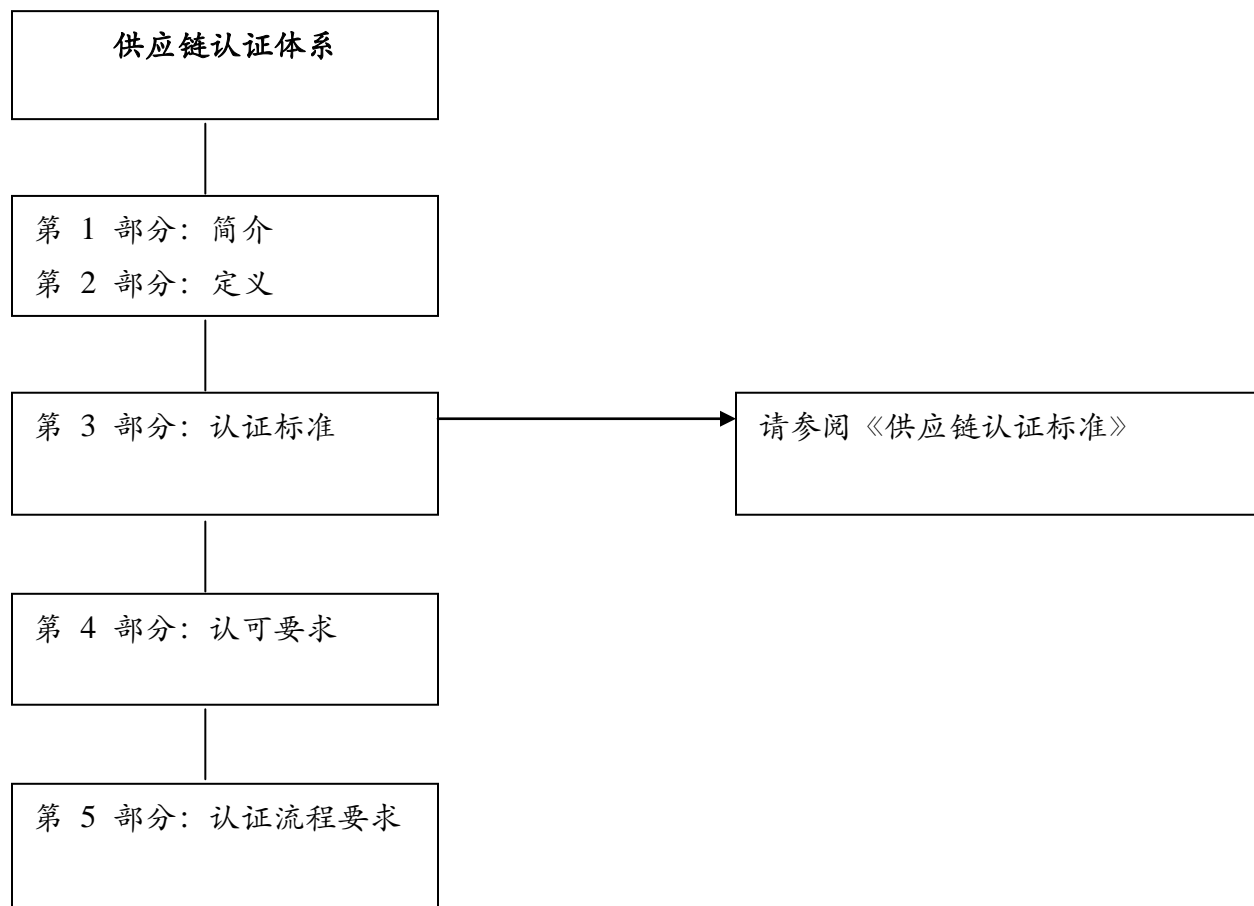 供应链认证体系
第 1 部分：简介
第 2 部分：定义
第 3 部分：认证标准
请参阅《供应链认证标准》
第 4 部分：认可要求
第 5 部分：认证流程要求